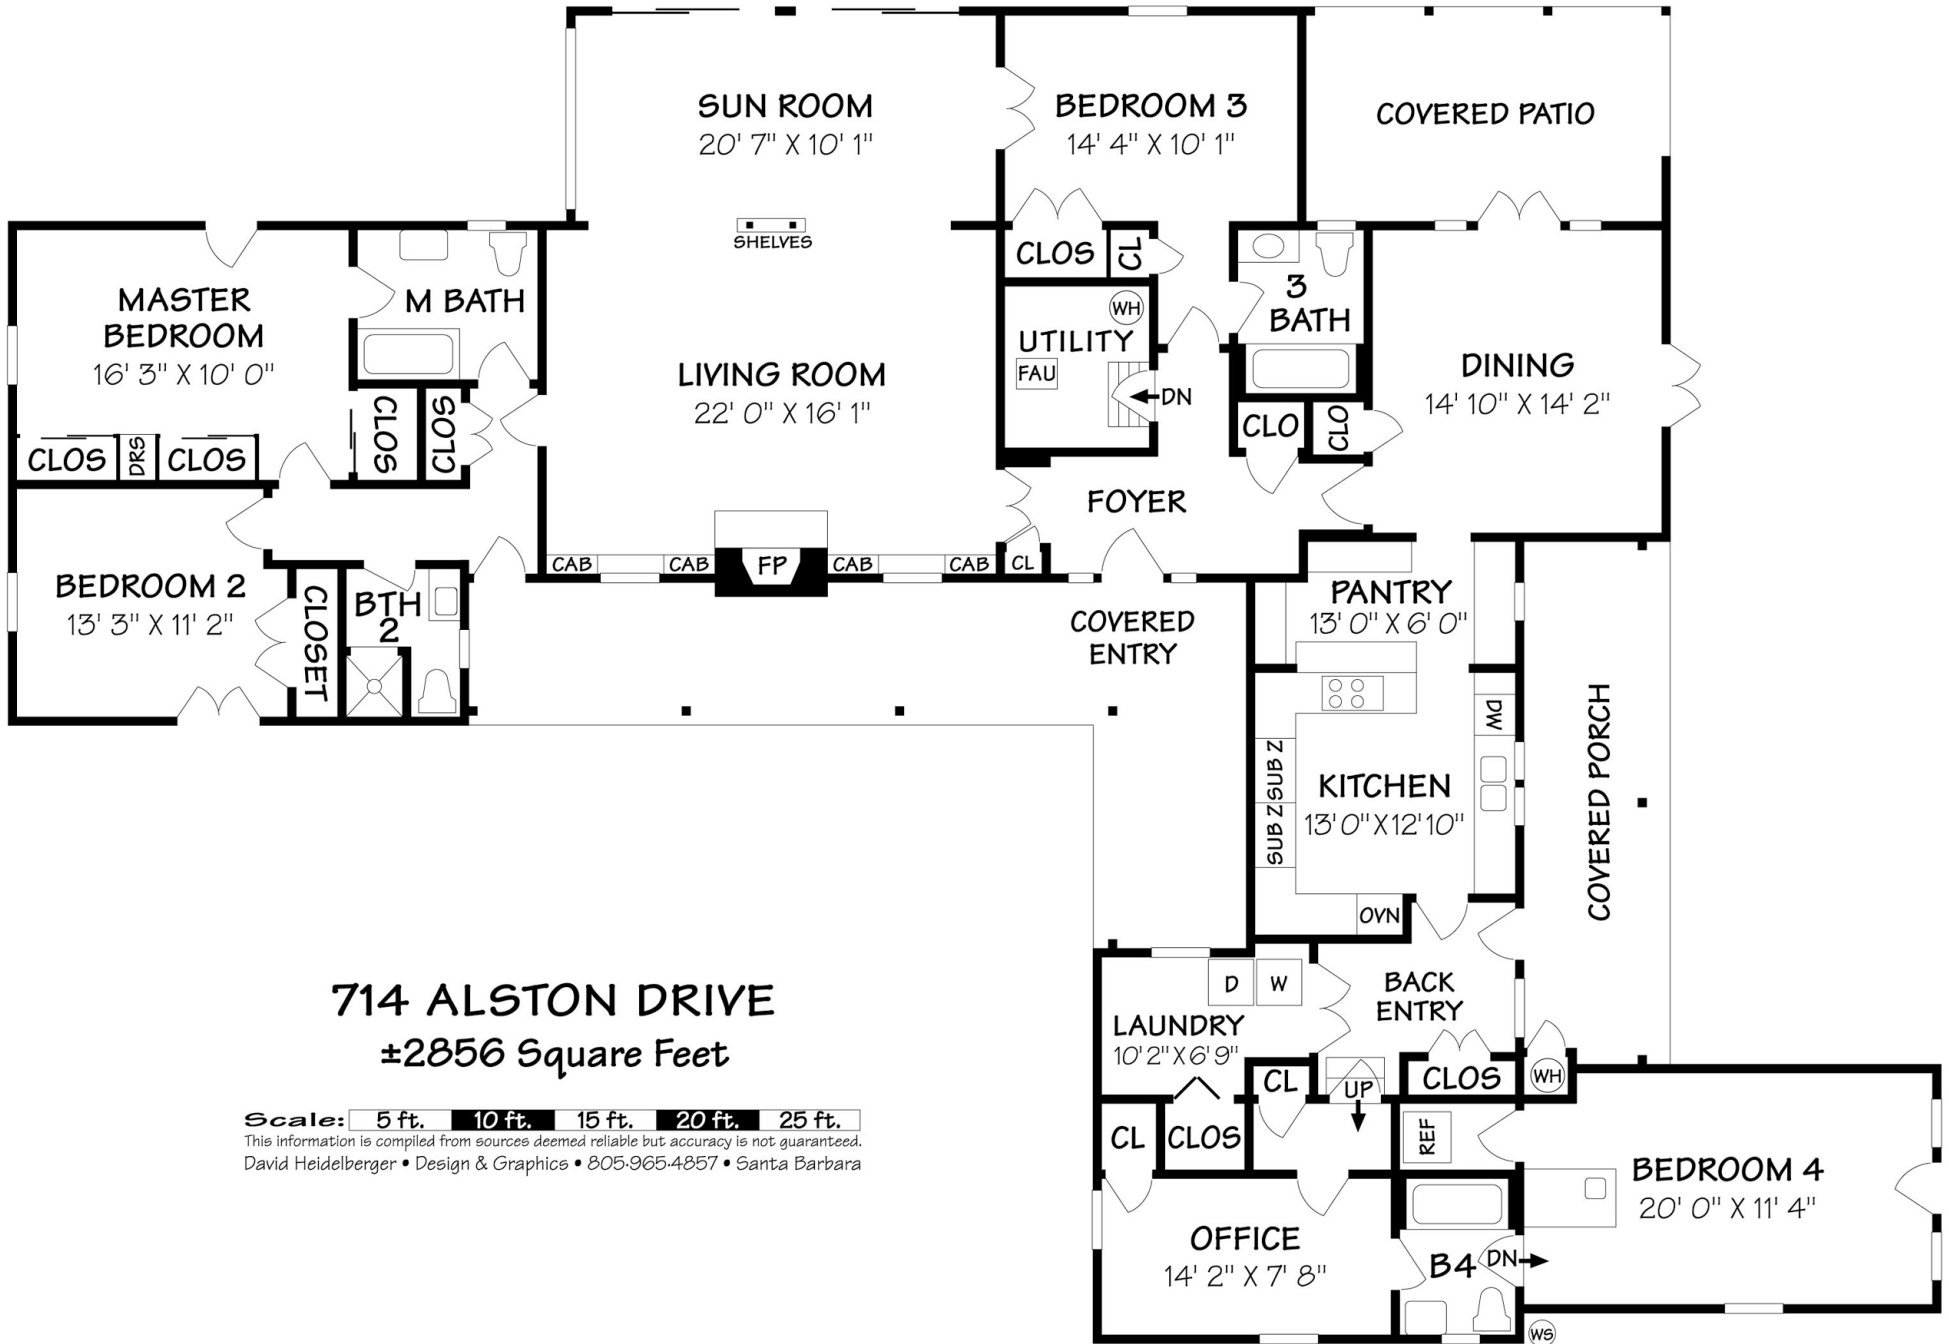 SUN ROOM
20' 7" X 10' 1"
BEDROOM 3
14' 4" X 10' 1"
COVERED PATIO
SHELVES
CLOS
CL
MASTER
BEDROOM
16' 3" X 10' 0"
M BATH
LIVING ROOM
22' 0" X 16' 1"
WH
UTILITY
FAU
DN
3
BATH
DINING
14' 10" X 14' 2"
CLOS
DRS
CLOS
CLOS
CLOS
CLO
CLO
FOYER
CAB
CAB
FP
CAB
CAB
CL
BEDROOM 2
13' 3" X 11' 2"
CLOSET
BTH
2
COVERED
ENTRY
PANTRY
13' 0" X 6' 0"
DW
SUB Z
SUB Z
KITCHEN
13'0"X12'10"
OVN
COVERED PORCH
714 ALSTON DRIVE
±2856 Square Feet
Scale: 5 ft. 10 ft. 15 ft. 20 ft. 25 ft.
This information is compiled from sources deemed reliable but accuracy is not guaranteed.
David Heidelberger • Design & Graphics • 805•965•4857 • Santa Barbara
D
W
LAUNDRY
10'2"X6'9"
BACK
ENTRY
CL
UP
CLOS
WH
CL
CLOS
REF
BEDROOM 4
20' 0" X 11' 4"
OFFICE
14' 2" X 7' 8"
B4
DN
WS